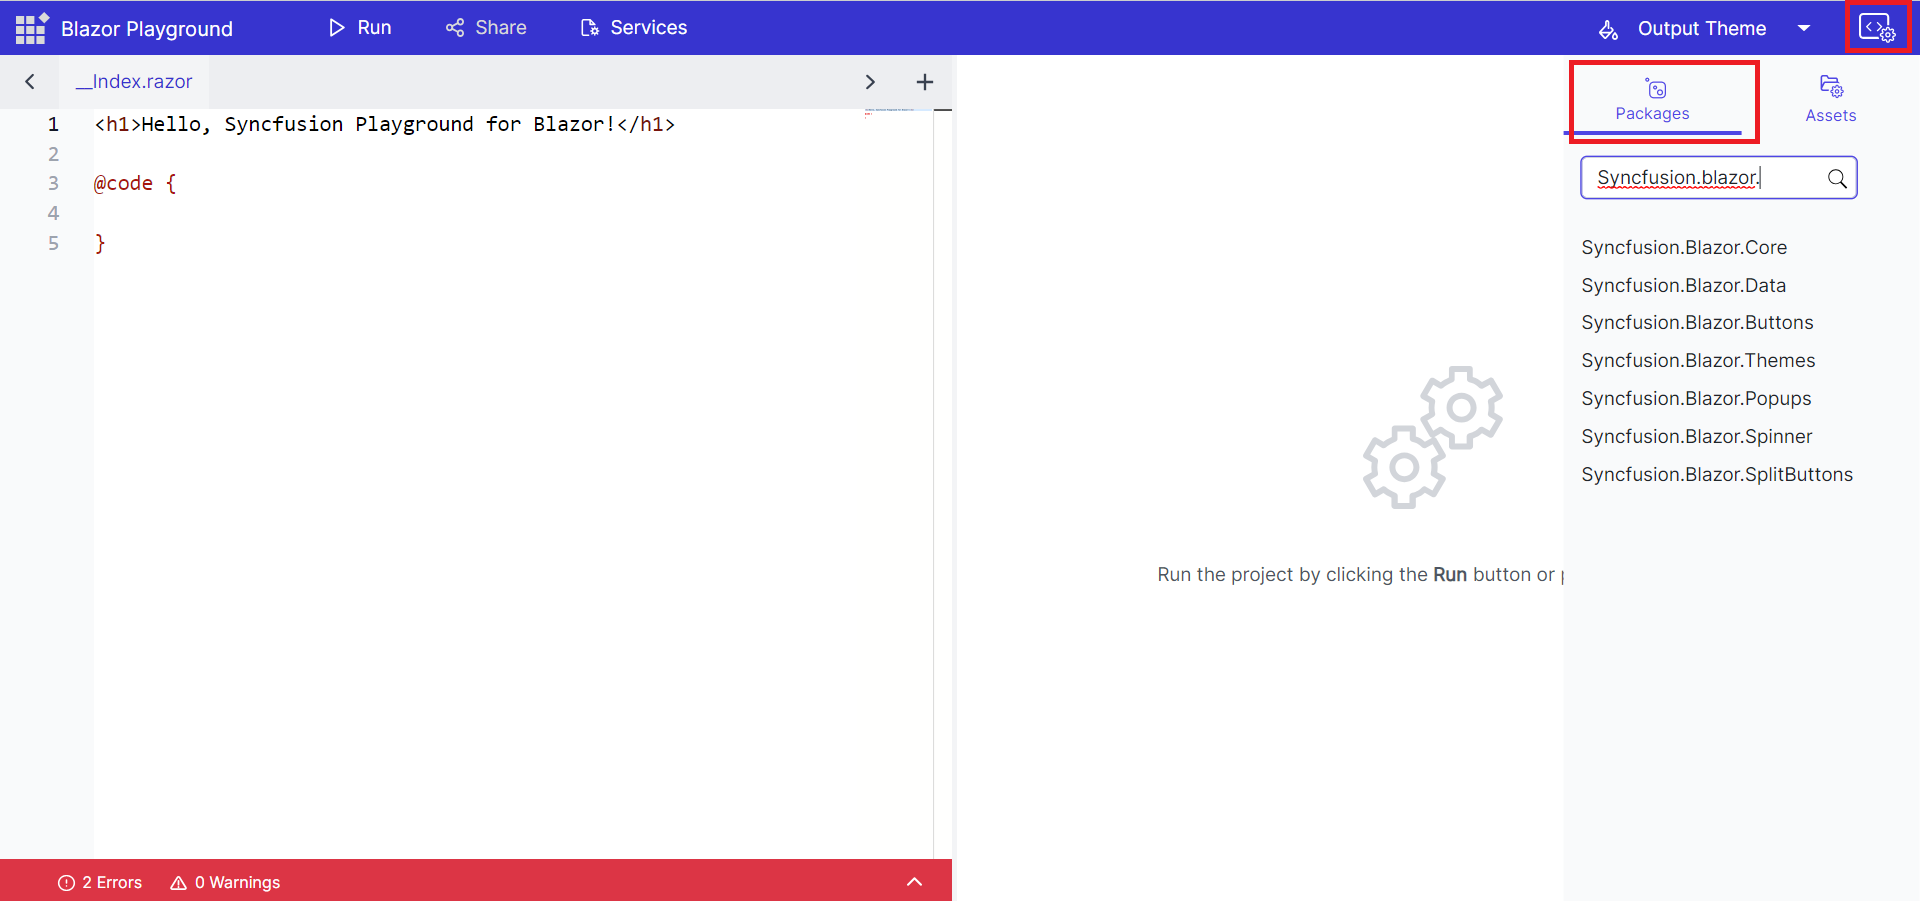 Blazor Playground
Run
Share
Services
Output Theme
__Index.razor
1 <h1>Hello, Syncfusion Playground for Blazor!</h1>
2
3 @code {
4
5 }
Run the project by clicking the Run button or
Packages
Assets
Syncfusion.blazor.
Syncfusion.Blazor.Core
Syncfusion.Blazor.Data
Syncfusion.Blazor.Buttons
Syncfusion.Blazor.Themes
Syncfusion.Blazor.Popups
Syncfusion.Blazor.Spinner
Syncfusion.Blazor.SplitButtons
2 Errors
0 Warnings